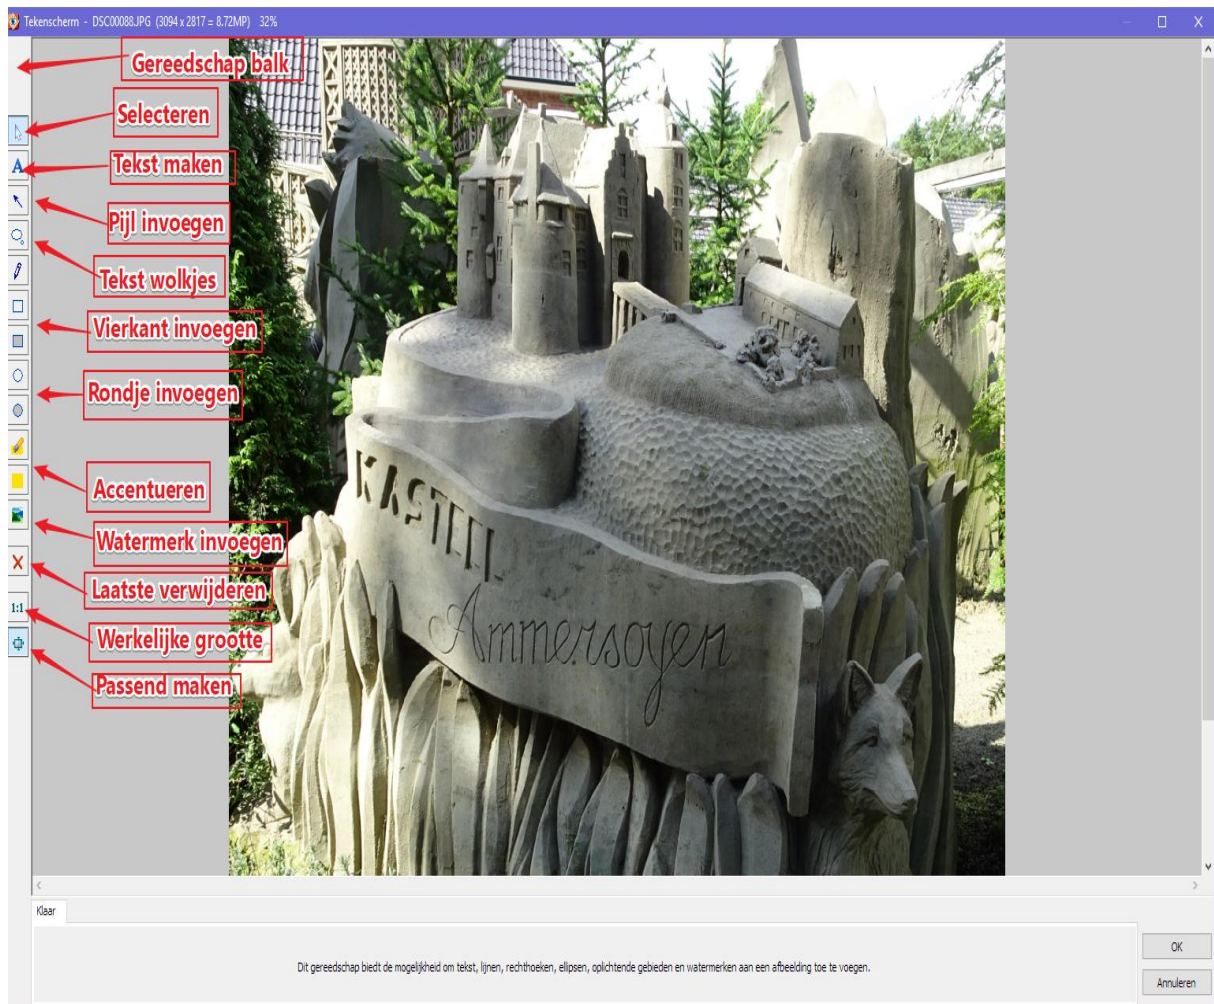 Tekenscherm - DSC00088.JPG (3094 x 2817 = 8.72MP) 32%
Gereedschap balk
Selecteren
A
Tekst maken
Pijl invoegen
Tekst wolkjes
Vierkant invoegen
Rondje invoegen
Accentueren
Watermerk invoegen
Laatste verwijderen
1:1
Werkelijke grootte
Passend maken
KASTEEL
Ammersoyen
Klaar
Dit gereedschap biedt de mogelijkheid om tekst, lijnen, rechthoeken, ellipsen, oplichtende gebieden en watermerken aan een afbeelding toe te voegen.
OK
Annuleren